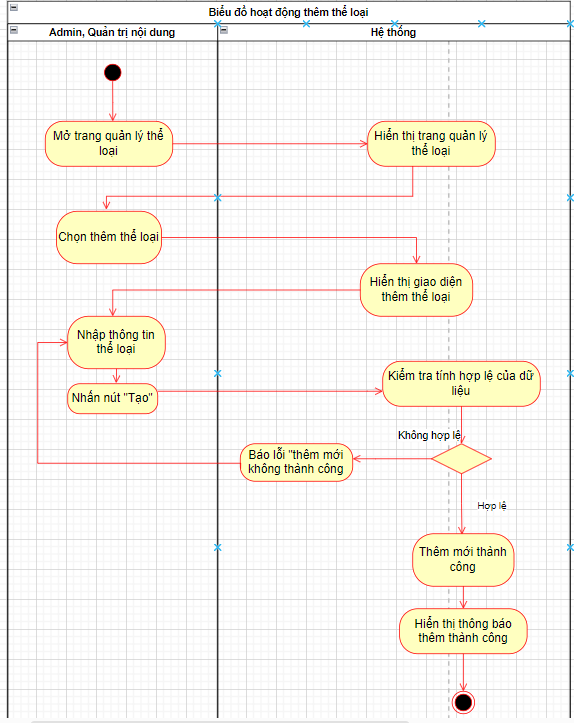 Biểu đồ hoạt động thêm thể loại
Admin, Quản trị nội dung
Hệ thống
Mở trang quản lý thể
loại
Hiển thị trang quản lý
thể loại
Chọn thêm thể loại
Hiển thị giao diện
thêm thể loại
Nhập thông tin
thể loại
Nhấn nút "Tạo"
Kiểm tra tính hợp lệ của dữ
liệu
Không hợp lệ
Báo lỗi "thêm mới
không thành công
Hợp lê
Thêm mới thành
công
Hiển thị thông báo
thêm thành công